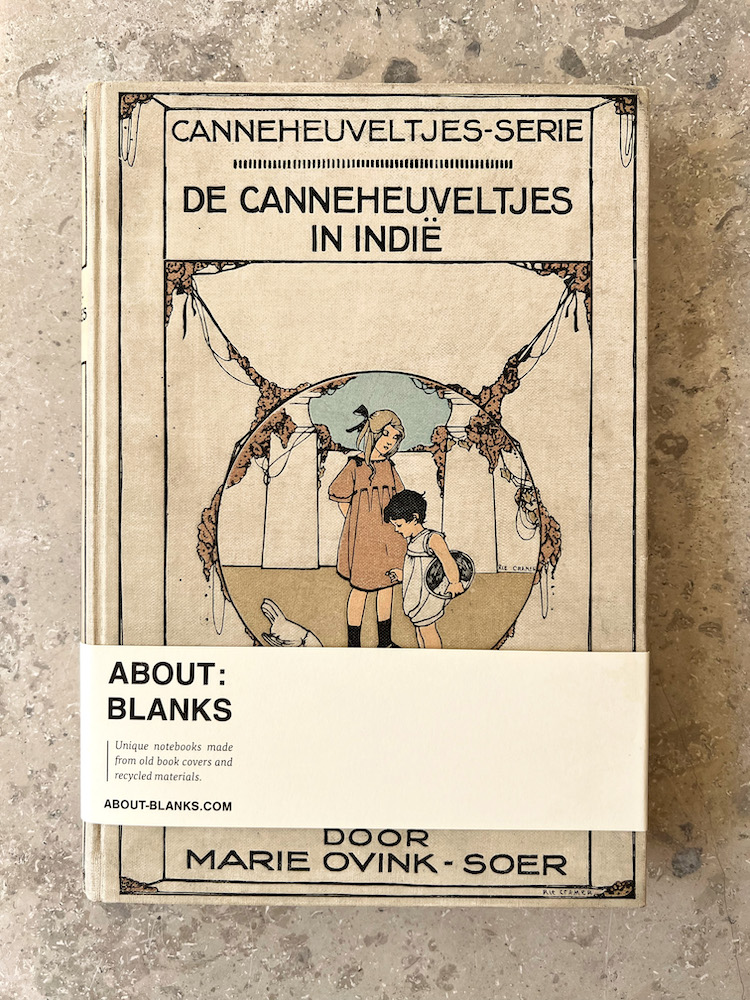 CANNEHEUVELTJES-SERIE
DE CANNEHEUVELTJES
IN INDIË
RIE CRAMER
ABOUT:
BLANKS
Unique notebooks made
from old book covers and
recycled materials.
ABOUT-BLANKS.COM
DOOR
MARIE OVINK-SOER
RIE CRAMER